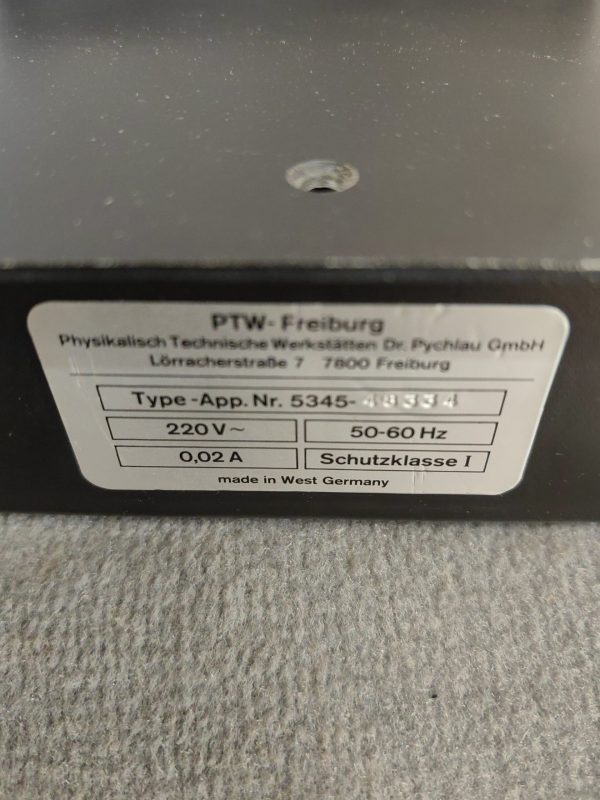 PTW-Freiburg
Physikalisch Technische Werkstätten Dr. Pychlau GmbH
Lörracherstraße 7 7800 Freiburg
Type-App. Nr. 5345-48334
220 V~
50-60 Hz
0,02 A
Schutzklasse I
made in West Germany